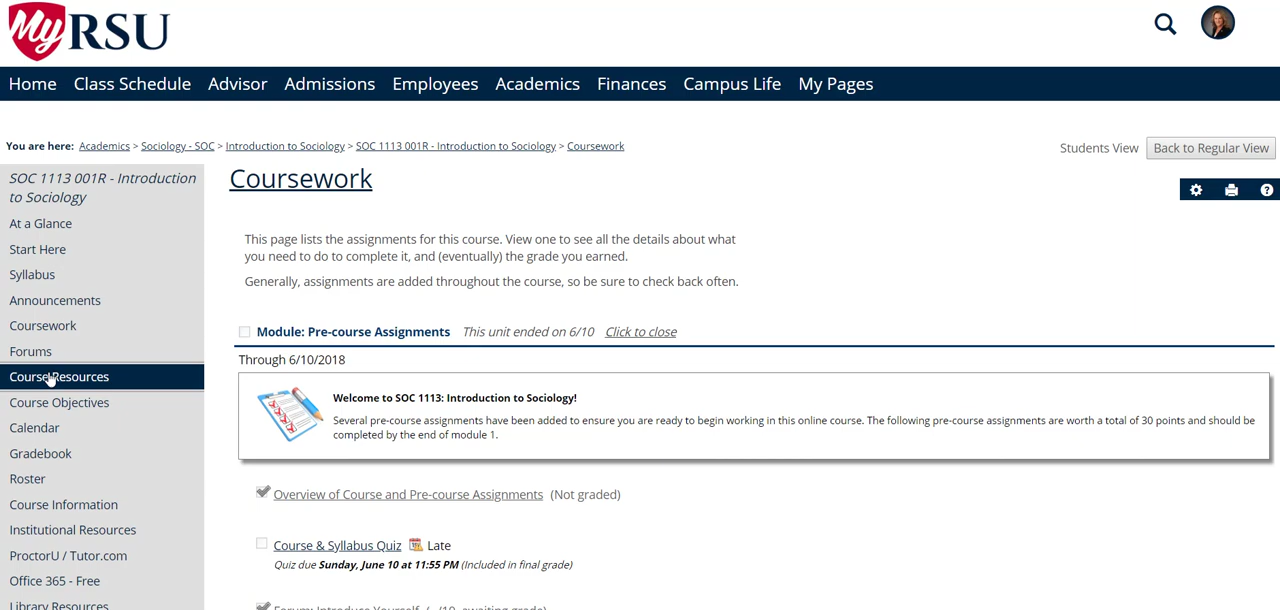 My RSU
Home Class Schedule Advisor Admissions Employees Academics Finances Campus Life My Pages
You are here: Academics > Sociology - SOC > Introduction to Sociology > SOC 1113 001R - Introduction to Sociology > Coursework
Students View Back to Regular View
SOC 1113 001R - Introduction
to Sociology
At a Glance
Start Here
Syllabus
Announcements
Coursework
Forums
Course Resources
Course Objectives
Calendar
Gradebook
Roster
Course Information
Institutional Resources
ProctorU / Tutor.com
Office 365 - Free
Library Resources
Coursework
This page lists the assignments for this course. View one to see all the details about what
you need to do to complete it, and (eventually) the grade you earned.
Generally, assignments are added throughout the course, so be sure to check back often.
Module: Pre-course Assignments This unit ended on 6/10 Click to close
Through 6/10/2018
Welcome to SOC 1113: Introduction to Sociology!
Several pre-course assignments have been added to ensure you are ready to begin working in this online course. The following pre-course assignments are worth a total of 30 points and should be
completed by the end of module 1.
Overview of Course and Pre-course Assignments (Not graded)
Course & Syllabus Quiz Late
Quiz due Sunday, June 10 at 11:55 PM (Included in final grade)
Forum: Introduce Yourself -/10, awaiting grade)